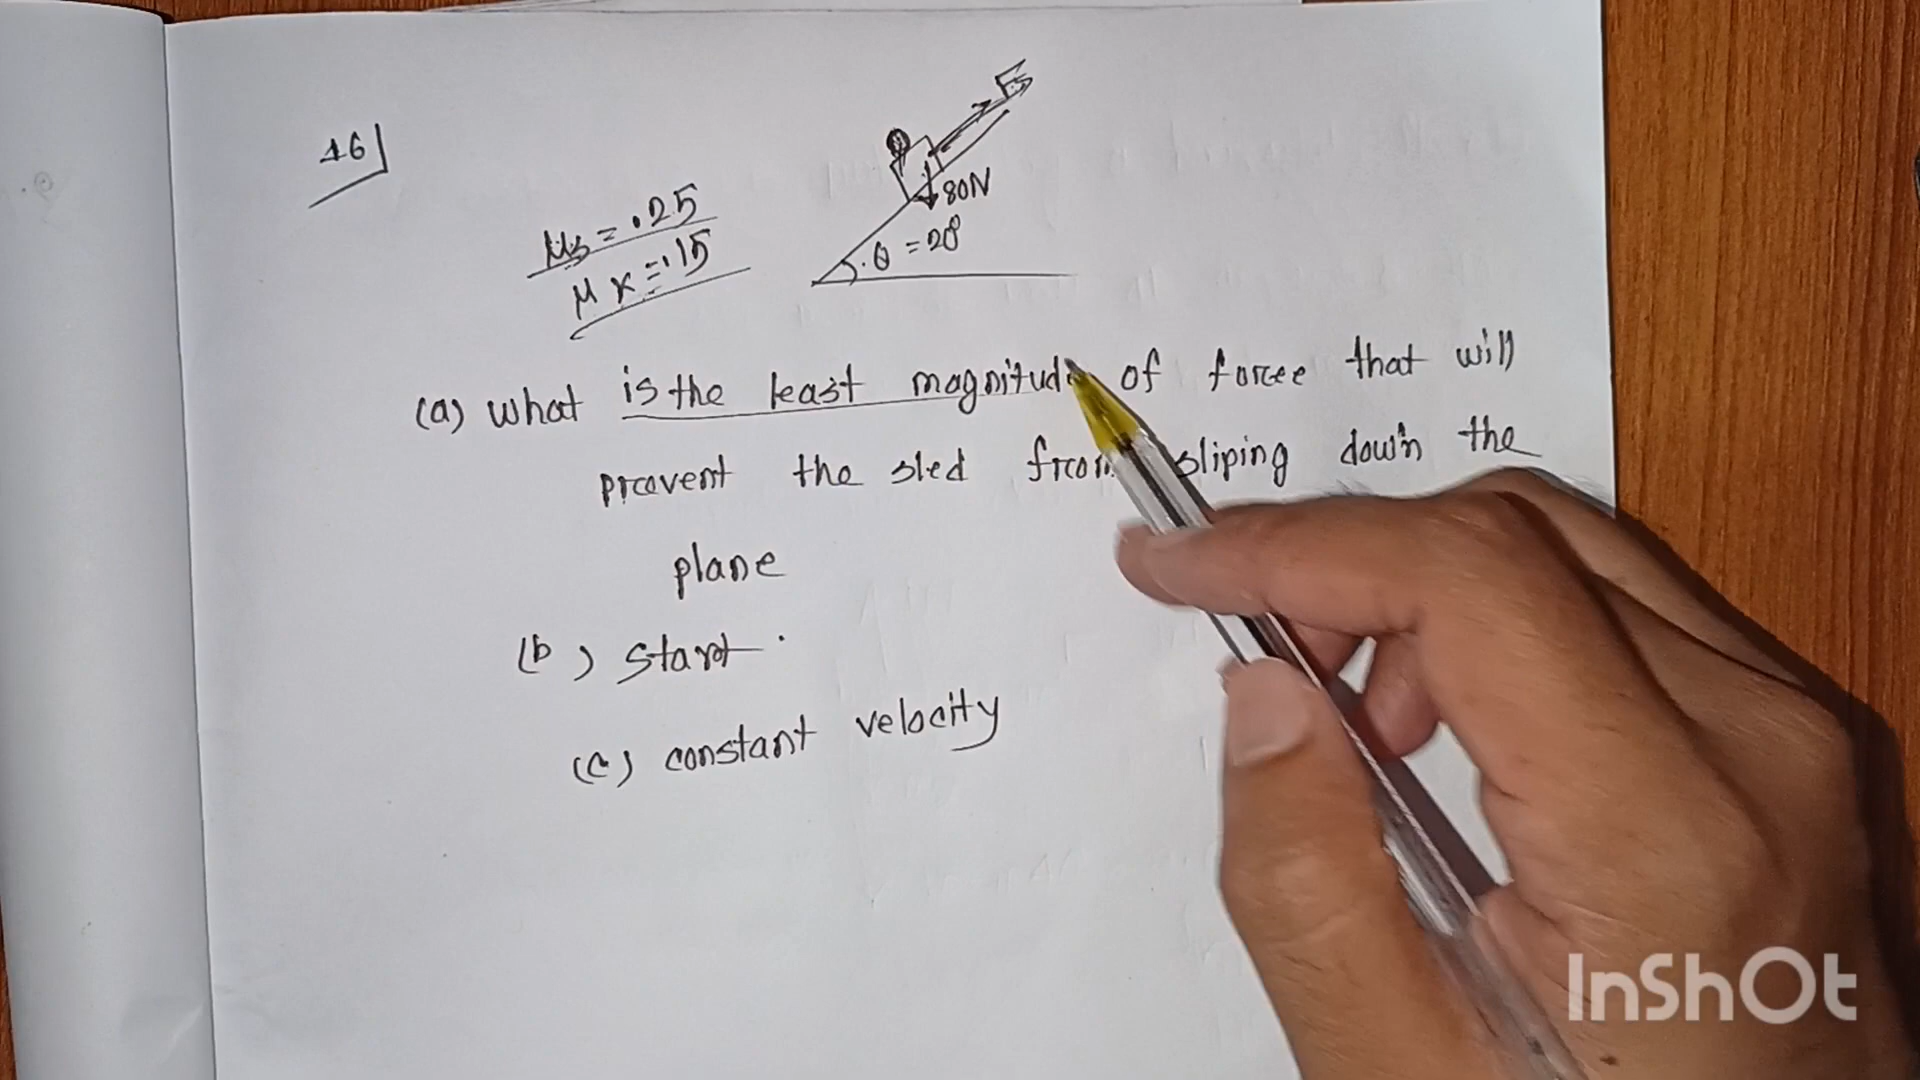 16
F
80N
θ = 20°
μs = .25
μk = .15
(a) what is the least magnitude of force that will
prevent the sled from sliping down the
plane
(b) start
(c) constant velocity
InShOt